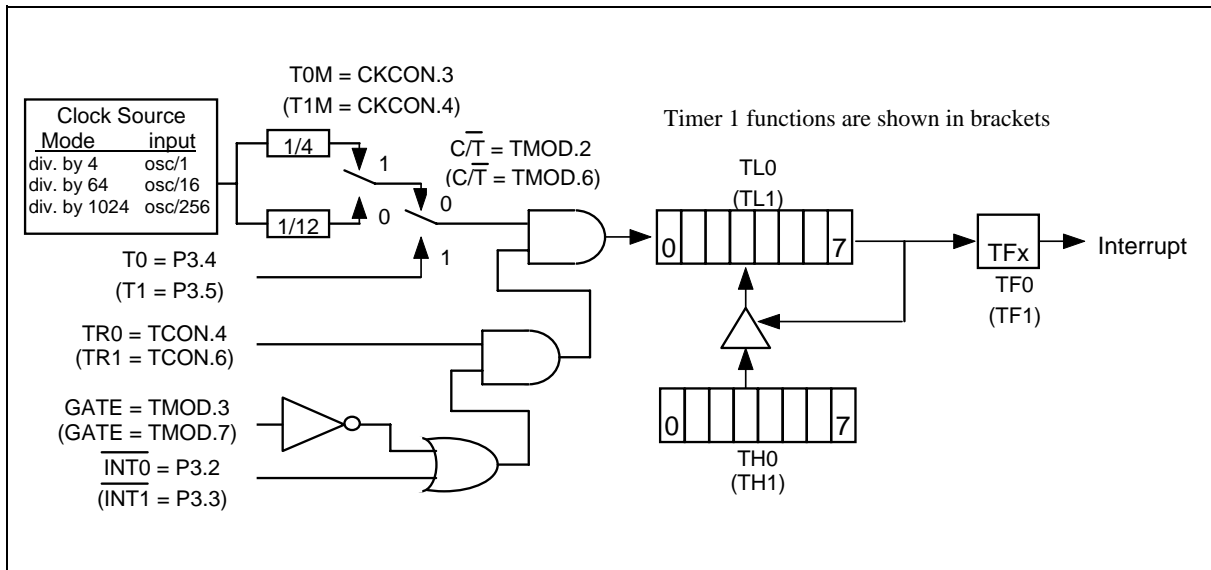 T0M = CKCON.3
(T1M = CKCON.4)
Timer 1 functions are shown in brackets
Clock Source
Mode input
div. by 4 osc/1
div. by 64 osc/16
div. by 1024 osc/256
1/4
1
C/T̅ = TMOD.2
(C/T̅ = TMOD.6)
0
1/12
0
1
T0 = P3.4
(T1 = P3.5)
TL0
(TL1)
0 7
TFx
Interrupt
TF0
(TF1)
TR0 = TCON.4
(TR1 = TCON.6)
GATE = TMOD.3
(GATE = TMOD.7)
I̅N̅T̅0̅ = P3.2
(I̅N̅T̅1̅ = P3.3)
0 7
TH0
(TH1)